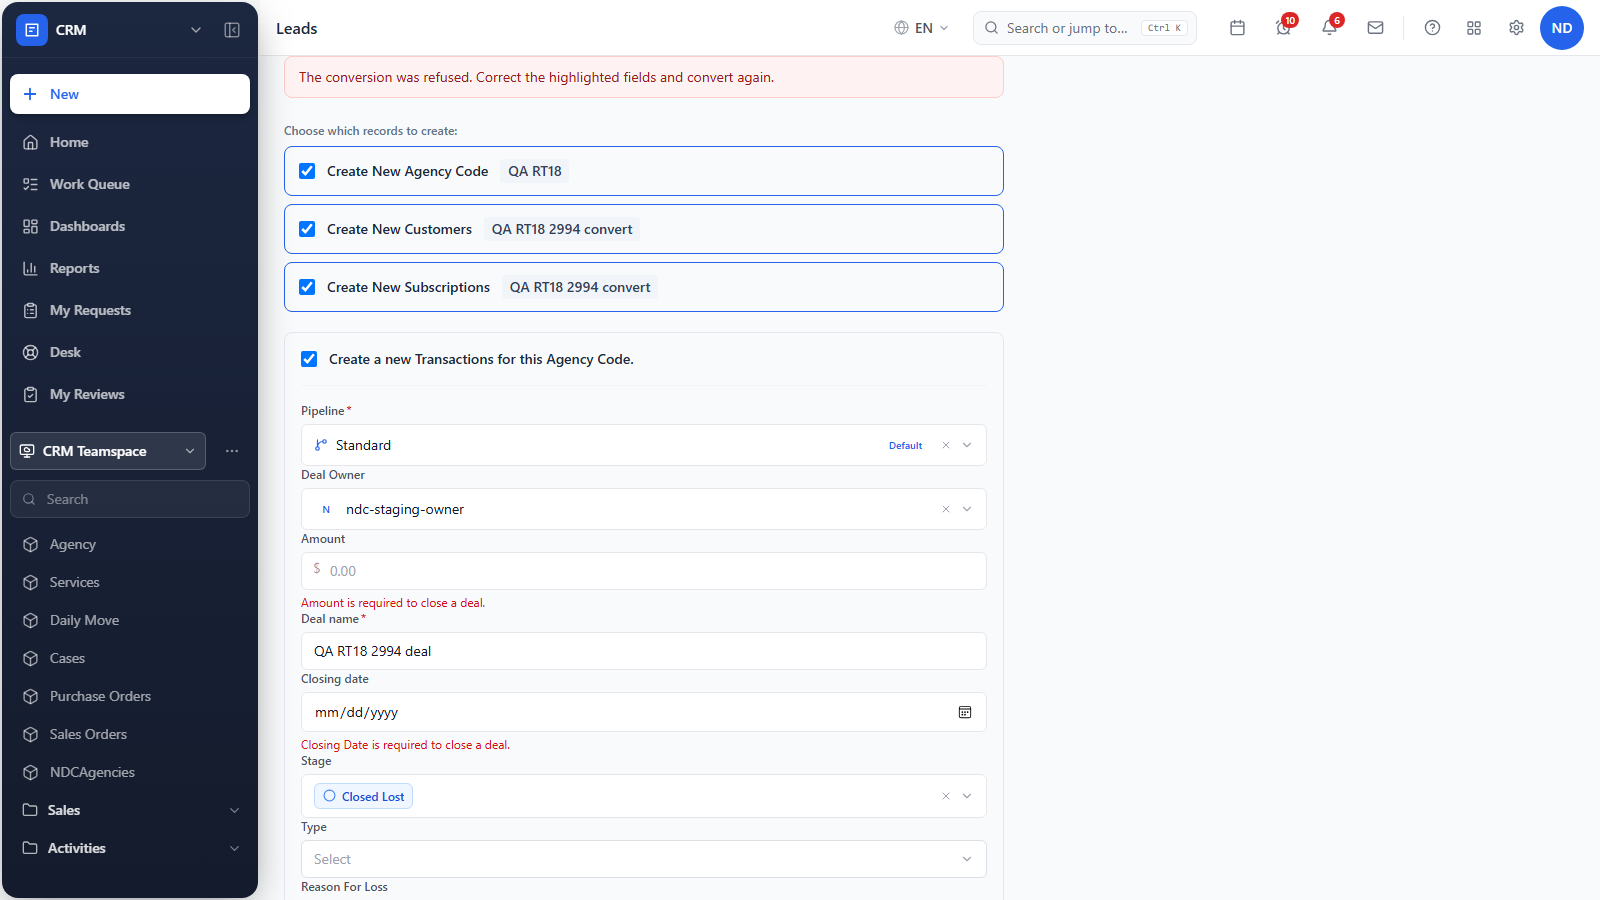 CRM
Leads
EN
Search or jump to...
Ctrl K
10
6
ND
New
Home
Work Queue
Dashboards
Reports
My Requests
Desk
My Reviews
CRM Teamspace
Search
Agency
Services
Daily Move
Cases
Purchase Orders
Sales Orders
NDCAgencies
Sales
Activities
The conversion was refused. Correct the highlighted fields and convert again.
Choose which records to create:
Create New Agency Code QA RT18
Create New Customers QA RT18 2994 convert
Create New Subscriptions QA RT18 2994 convert
Create a new Transactions for this Agency Code.
Pipeline*
Standard Default
Deal Owner
N ndc-staging-owner
Amount
$ 0.00
Amount is required to close a deal.
Deal name*
QA RT18 2994 deal
Closing date
mm/dd/yyyy
Closing Date is required to close a deal.
Stage
Closed Lost
Type
Select
Reason For Loss